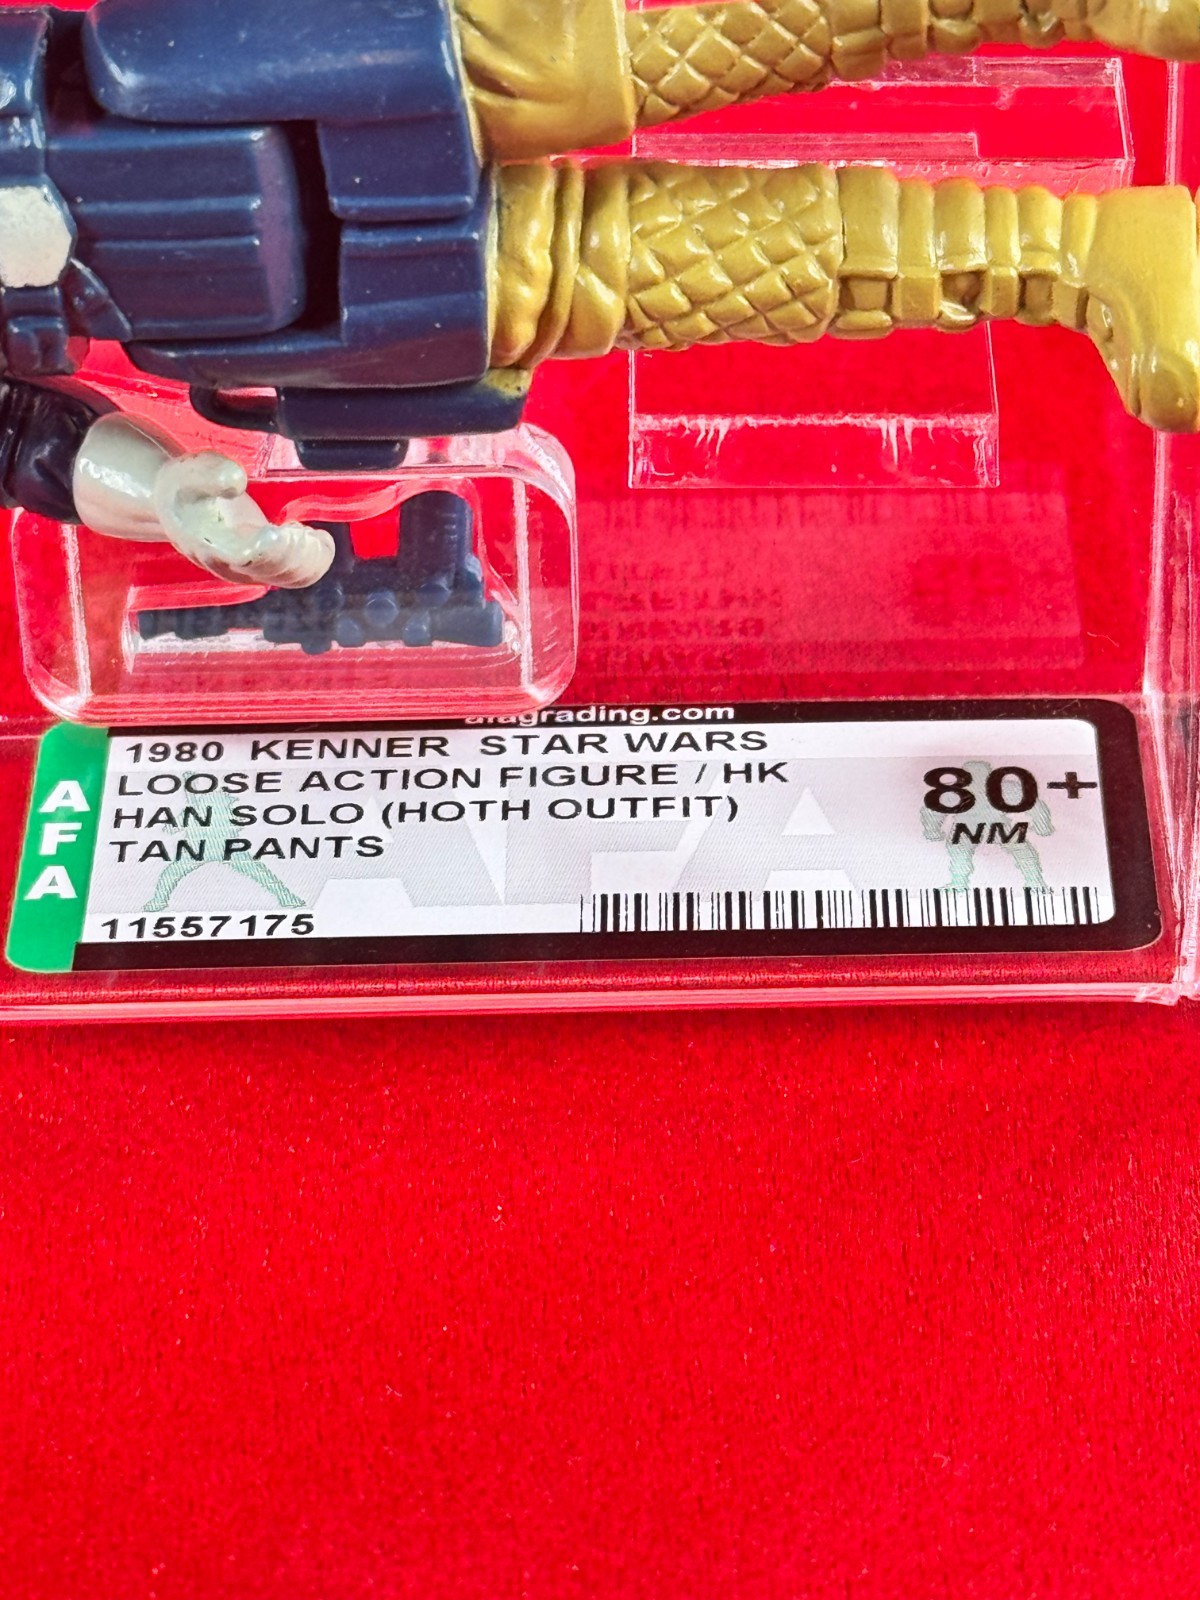 afagrading.com
AFA
1980 KENNER STAR WARS
LOOSE ACTION FIGURE / HK
HAN SOLO (HOTH OUTFIT)
TAN PANTS
80+
NM
11557175